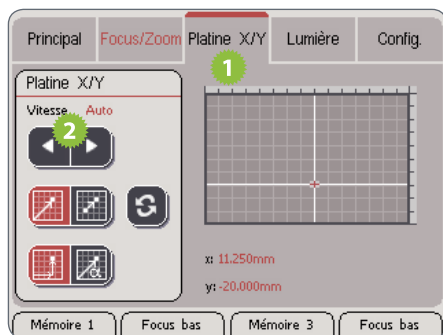 Principal Focus/Zoom Platine X/Y Lumière Config.
1
Platine X/Y
Vitesse Auto
2
α
x: 11.250mm
y: -20.000mm
Mémoire 1 Focus bas Mémoire 3 Focus bas